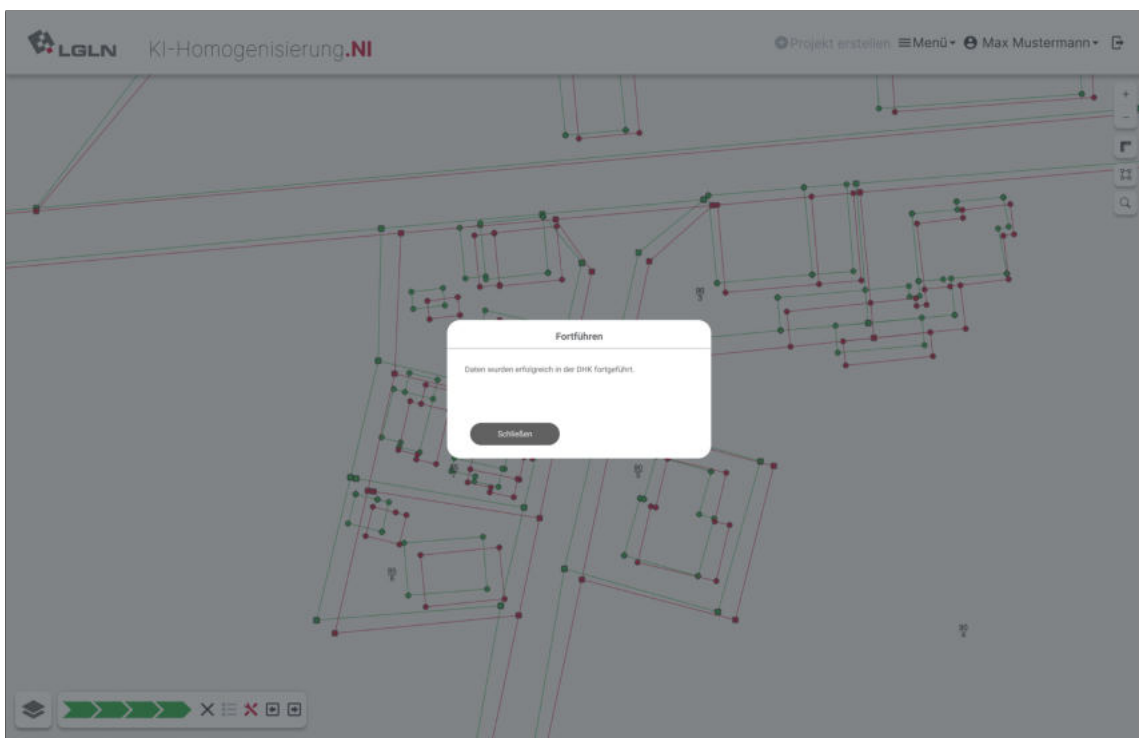 LGLN KI-Homogenisierung.NI Projekt erstellen Menü Max Mustermann
Fortführen
Daten wurden erfolgreich in der DHK fortgeführt.
Schließen